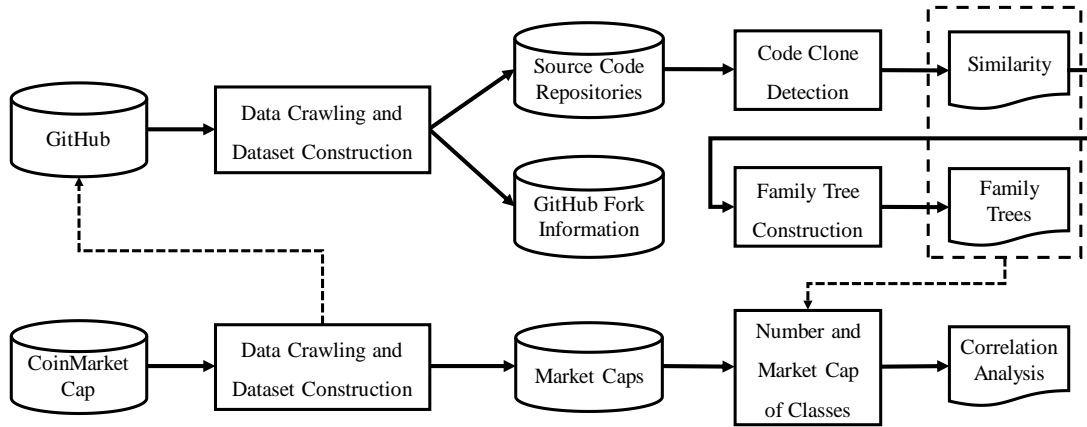 Source Code
Repositories
Code Clone
Detection
Similarity
GitHub
Data Crawling and
Dataset Construction
GitHub Fork
Information
Family Tree
Construction
Family
Trees
CoinMarket
Cap
Data Crawling and
Dataset Construction
Market Caps
Number and
Market Cap
of Classes
Correlation
Analysis